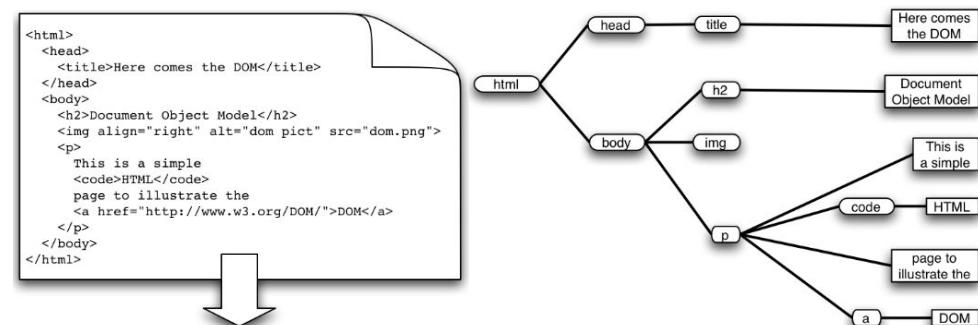 <html>
<head>
<title>Here comes the DOM</title>
</head>
<body>
<h2>Document Object Model</h2>
<img align="right" alt="dom pict" src="dom.png">
<p>
This is a simple
<code>HTML</code>
page to illustrate the
<a href="http://www.w3.org/DOM/">DOM</a>
</p>
</body>
</html>
html
head
title
Here comes
the DOM
body
h2
Document
Object Model
img
p
This is
a simple
code
HTML
page to
illustrate the
a
DOM